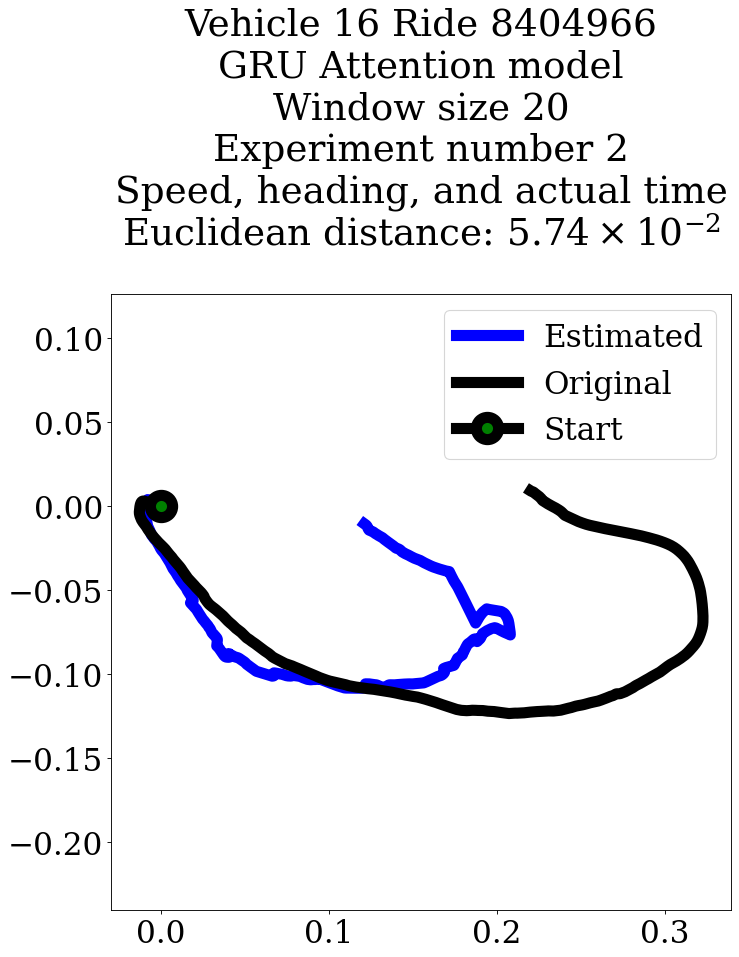 Vehicle 16 Ride 8404966
GRU Attention model
Window size 20
Experiment number 2
Speed, heading, and actual time
Euclidean distance: 5.74 × 10⁻²
Estimated
Original
Start
0.10
0.05
0.00
−0.05
−0.10
−0.15
−0.20
0.0 0.1 0.2 0.3